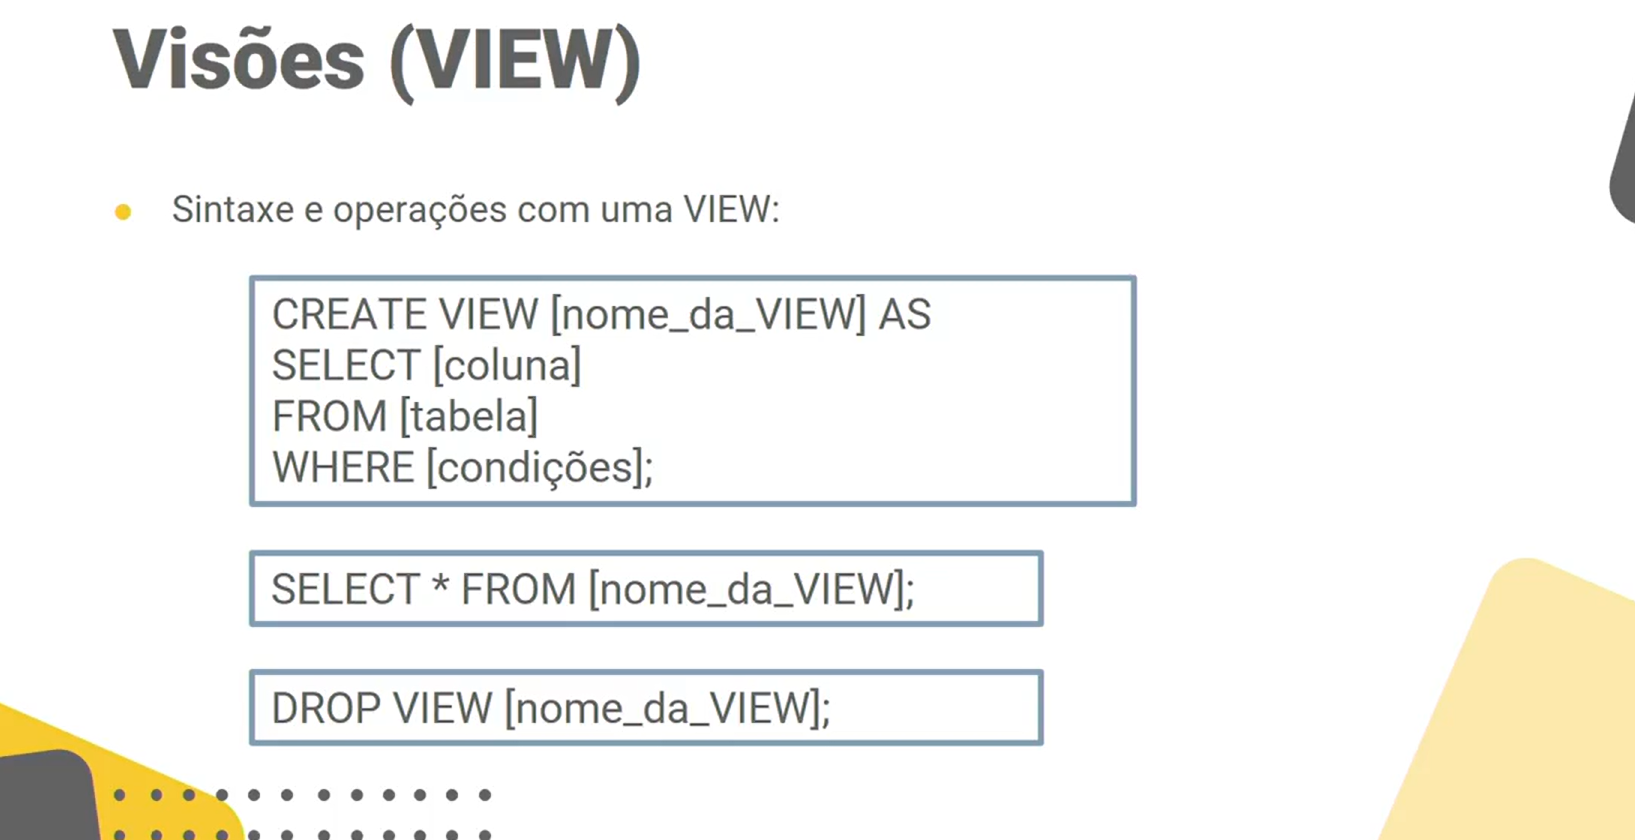 Visões (VIEW)
Sintaxe e operações com uma VIEW:
CREATE VIEW [nome_da_VIEW] AS
SELECT [coluna]
FROM [tabela]
WHERE [condições];
SELECT * FROM [nome_da_VIEW];
DROP VIEW [nome_da_VIEW];